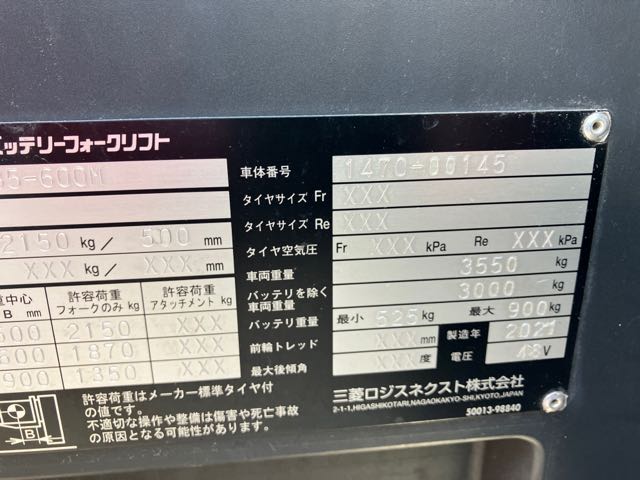 ッテリーフォークリフト
5-600M
車体番号 1470-00145
タイヤサイズ Fr XXX
タイヤサイズ Re XXX
2150 kg / 500 mm
タイヤ空気圧 Fr XXX kPa Re XXX kPa
XXX kg / XXX mm
車両重量 3550 kg
バッテリを除く車両重量 3000 kg
バッテリ重量 最小 525 kg 最大 900 kg
前輪トレッド XXX mm 製造年 2021
最大後傾角 XXX 度 電圧 48 V
重中心 B mm 許容荷重 フォークのみ kg 許容荷重 アタッチメント kg
500 2150 XXX
600 1870 XXX
900 1350 XXX
許容荷重はメーカー標準タイヤ付
の値です。
不適切な操作や整備は傷害や死亡事故
の原因となる可能性があります。
B
三菱ロジスネクスト株式会社
2-1-1,HIGASHIKOTARI,NAGAOKAKYO-SHI,KYOTO,JAPAN
50013-98840